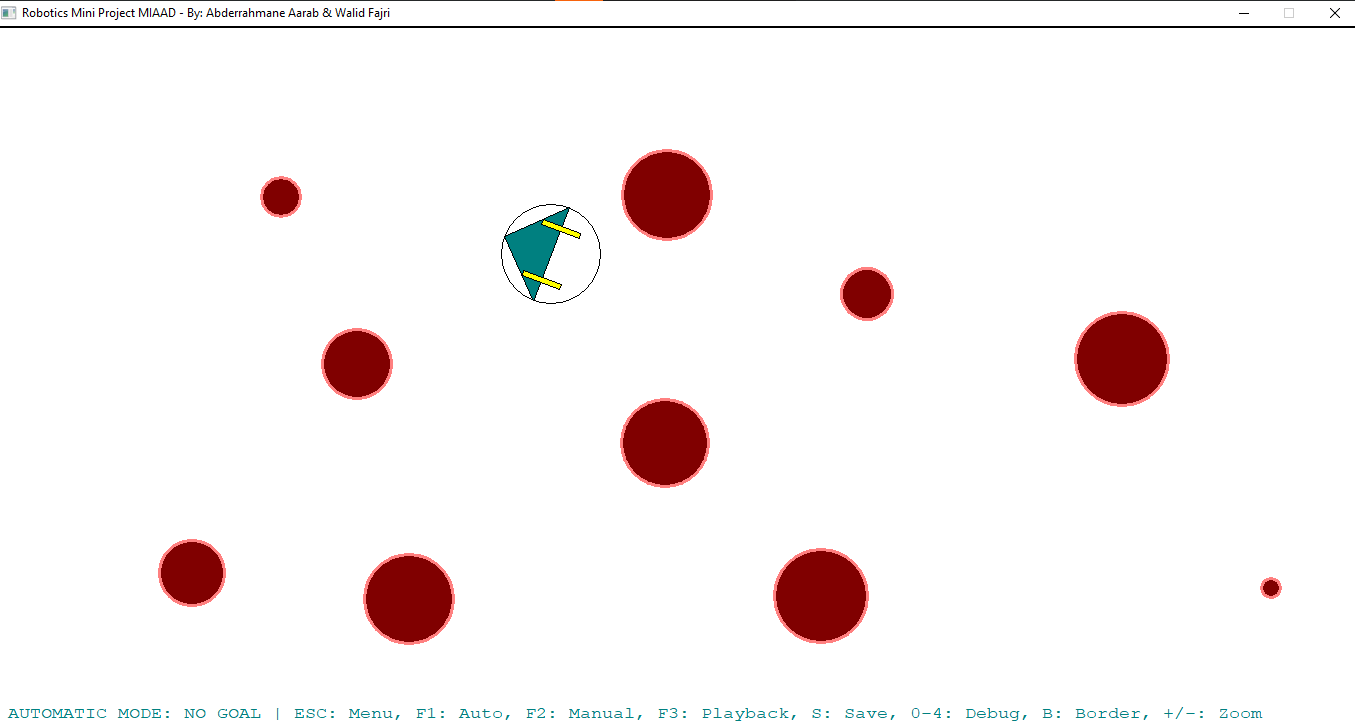 Robotics Mini Project MIAAD - By: Abderrahmane Aarab & Walid Fajri
AUTOMATIC MODE: NO GOAL | ESC: Menu, F1: Auto, F2: Manual, F3: Playback, S: Save, 0-4: Debug, B: Border, +/-: Zoom